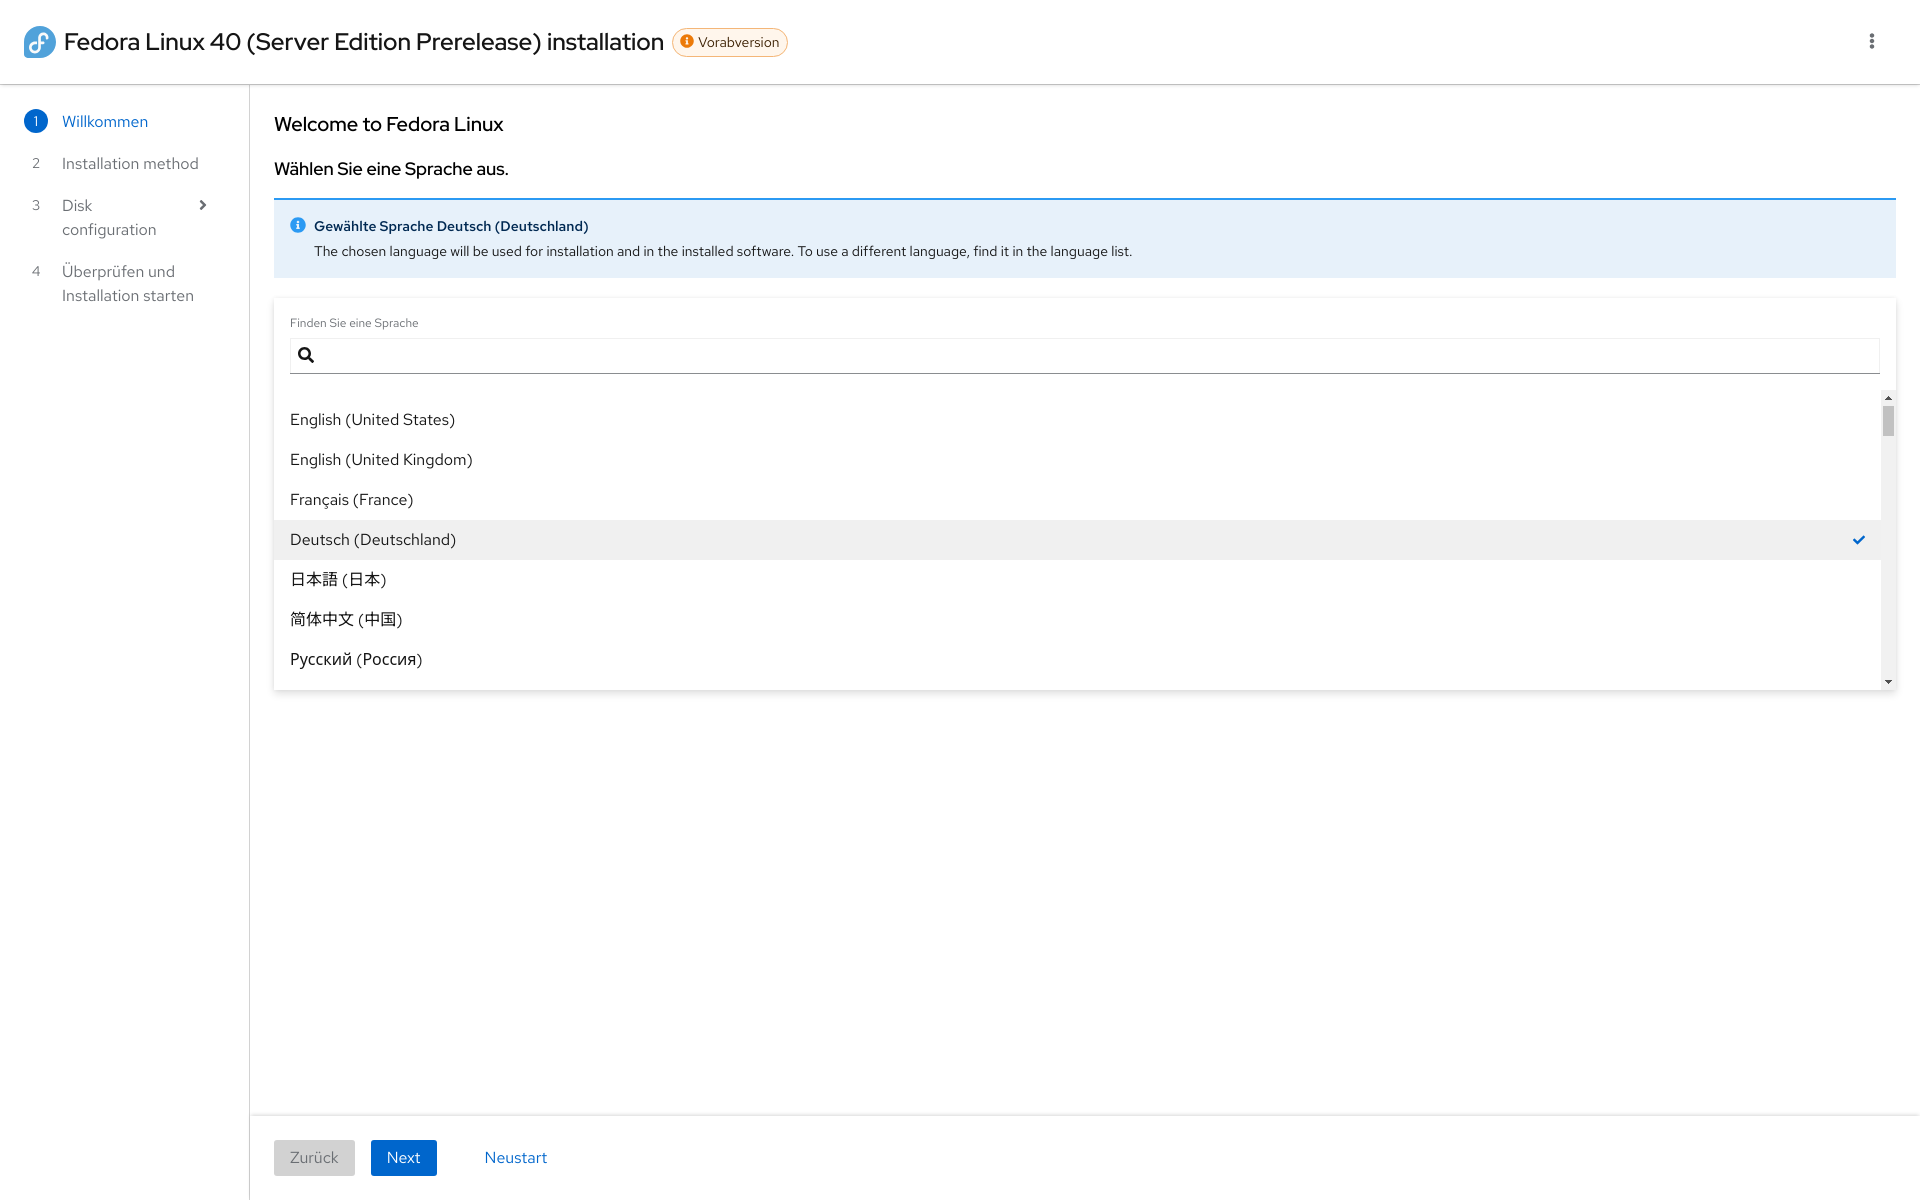 Fedora Linux 40 (Server Edition Prerelease) installation
Vorabversion
1 Willkommen
2 Installation method
3 Disk
configuration
4 Überprüfen und
Installation starten
Welcome to Fedora Linux
Wählen Sie eine Sprache aus.
Gewählte Sprache Deutsch (Deutschland)
The chosen language will be used for installation and in the installed software. To use a different language, find it in the language list.
Finden Sie eine Sprache
English (United States)
English (United Kingdom)
Français (France)
Deutsch (Deutschland)
日本語 (日本)
简体中文 (中国)
Русский (Россия)
Zurück
Next
Neustart